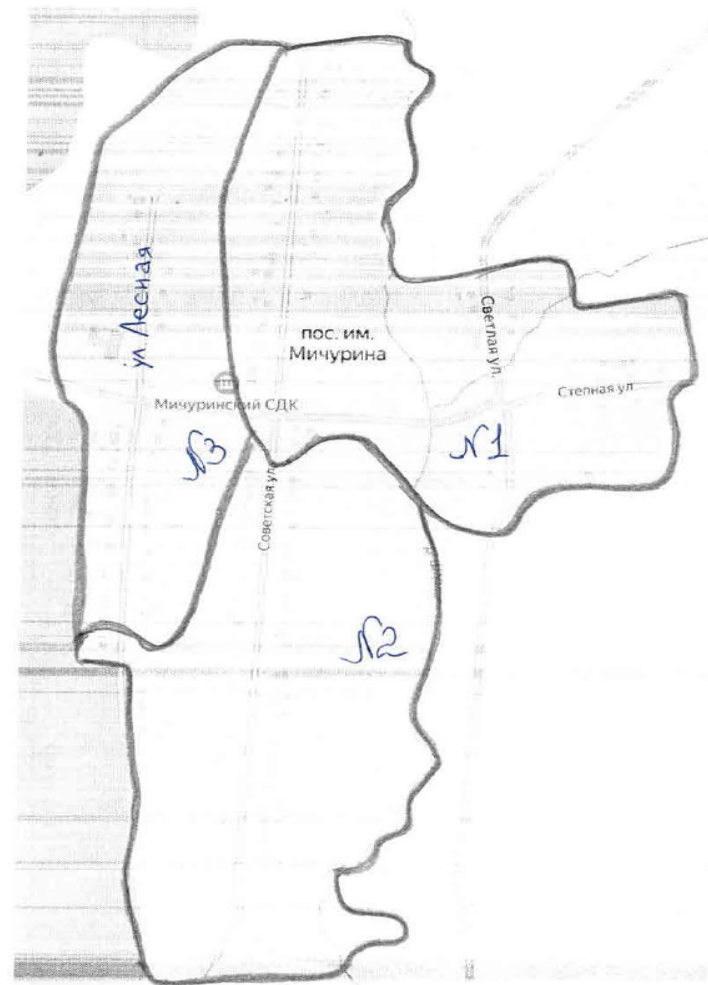 ул. Лесная
Светлая ул.
пос. им.
Мичурина
Степная ул
Мичуринский СДК
№3
№1
Советская ул.
№2